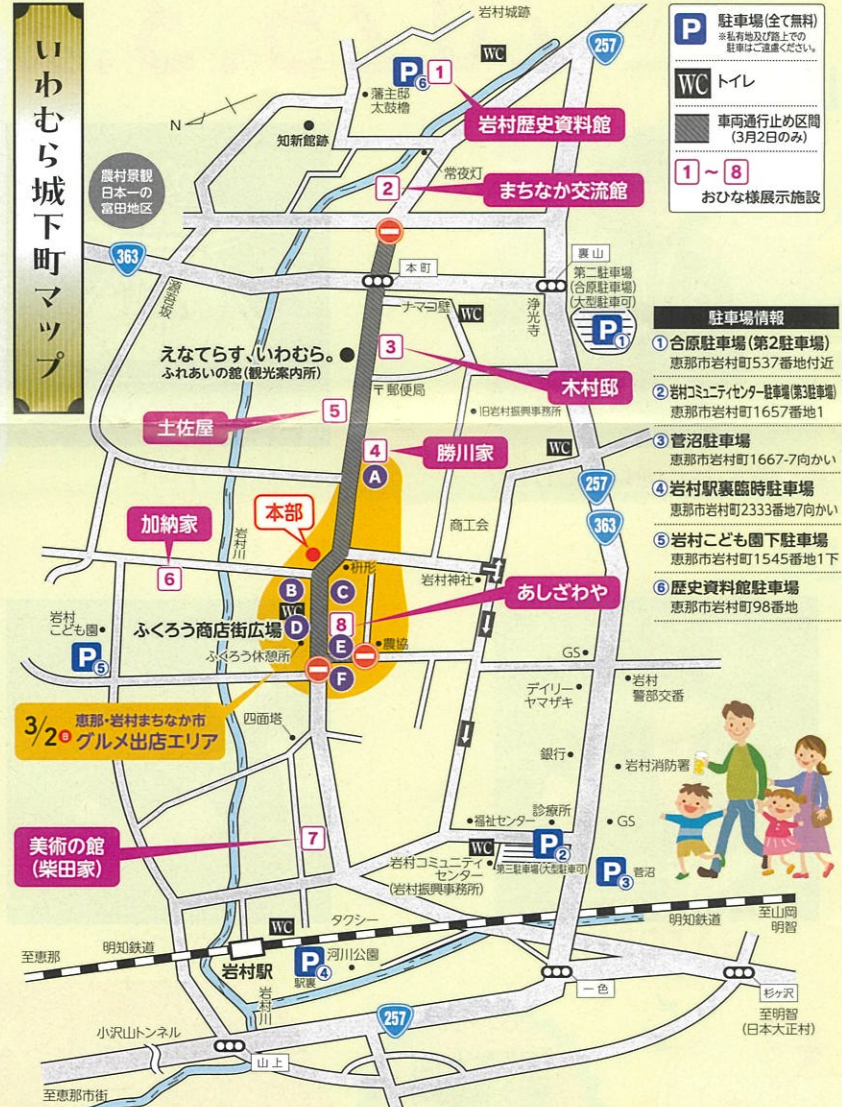 いわむら城下町マップ
岩村城跡
257
WC
P6
1
藩主邸
太鼓櫓
岩村歴史資料館
N
知新館跡
常夜灯
2
まちなか交流館
農村景観
日本一の
富田地区
363
本町
裏山
第二駐車場
(合原駐車場)
(大型駐車可)
P1
源吾坂
ナマコ壁
WC
浄光寺
えなてらす、いわむら。
ふれあいの館(観光案内所)
3
木村邸
〒郵便局
5
土佐屋
旧岩村振興事務所
4
勝川家
A
WC
257
363
加納家
本部
商工会
岩村川
6
枡形
岩村神社
B
C
あしざわや
WC
8
D
ふくろう商店街広場
岩村
こども園
P5
ふくろう休憩所
E
農協
F
GS
岩村
警部交番
デイリー
ヤマザキ
3/2日
恵那・岩村まちなか市
グルメ出店エリア
四面塔
銀行
岩村消防署
美術の館
(柴田家)
7
福祉センター
診療所
GS
WC
P2
岩村コミュニティ
センター
(岩村振興事務所)
第三駐車場(大型駐車可)
P3
菅沼
WC
タクシー
明知鉄道
至山岡
明智
至恵那
明知鉄道
岩村駅
P4
駅裏
河川公園
岩村川
一色
杉ヶ沢
至明智
(日本大正村)
257
小沢山トンネル
山上
至恵那市街
P 駐車場(全て無料)
※私有地及び路上での
駐車はご遠慮ください。
WC トイレ
車両通行止め区間
(3月2日のみ)
1~8
おひな様展示施設
駐車場情報
①合原駐車場(第2駐車場)
恵那市岩村町537番地付近
②岩村コミュニティセンター駐車場(第3駐車場)
恵那市岩村町1657番地1
③菅沼駐車場
恵那市岩村町1667-7向かい
④岩村駅裏臨時駐車場
恵那市岩村町2333番地7向かい
⑤岩村こども園下駐車場
恵那市岩村町1545番地1下
⑥歴史資料館駐車場
恵那市岩村町98番地